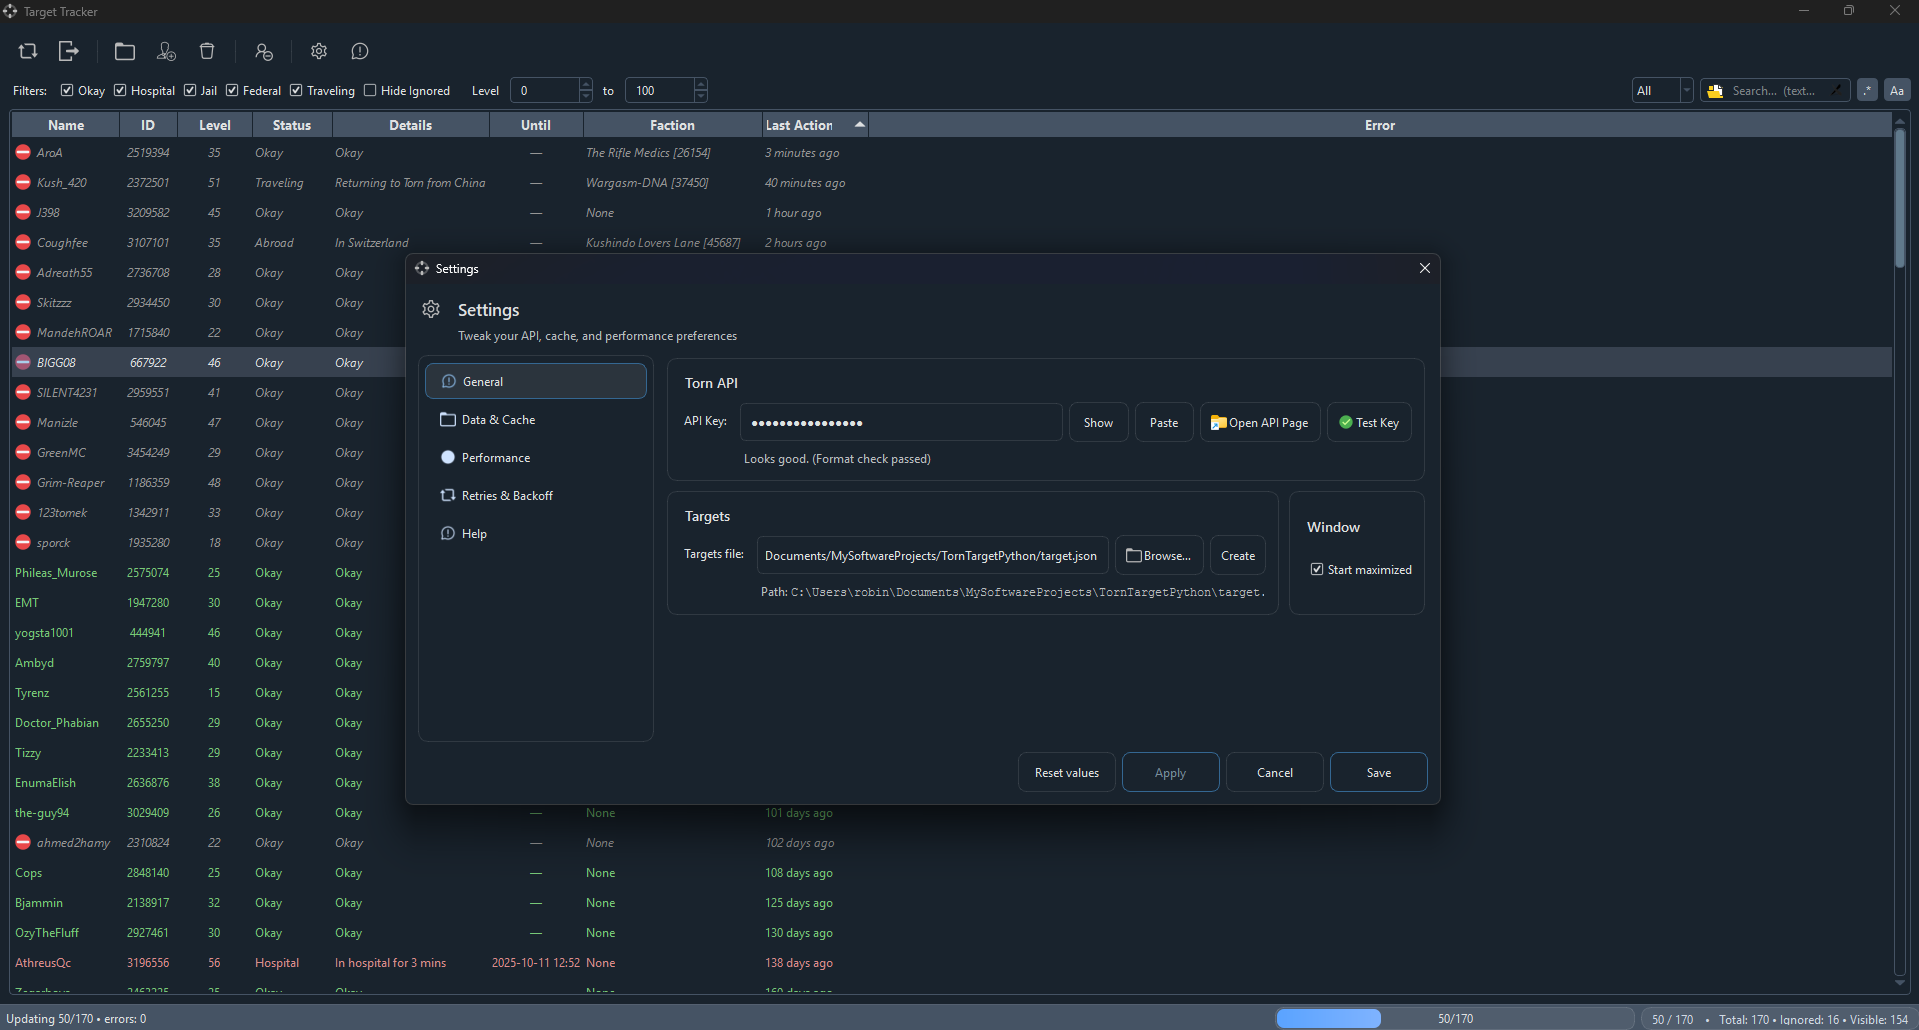 Target Tracker
Filters: Okay Hospital Jail Federal Traveling Hide Ignored Level 0 to 100 All Search... (text... .* Aa
Name ID Level Status Details Until Faction Last Action Error
AroA 2519394 35 Okay Okay — The Rifle Medics [26154] 3 minutes ago
Kush_420 2372501 51 Traveling Returning to Torn from China — Wargasm-DNA [37450] 40 minutes ago
J398 3209582 45 Okay Okay — None 1 hour ago
Coughfee 3107101 35 Abroad In Switzerland — Kushindo Lovers Lane [45687] 2 hours ago
Adreath55 2736708 28 Okay Okay
Skitzzz 2934450 30 Okay Okay
MandehROAR 1715840 22 Okay Okay
BIGG08 667922 46 Okay Okay
SILENT4231 2959551 41 Okay Okay
Manizle 546045 47 Okay Okay
GreenMC 3454249 29 Okay Okay
Grim-Reaper 1186359 48 Okay Okay
123tomek 1342911 33 Okay Okay
sporck 1935280 18 Okay Okay
Phileas_Murose 2575074 25 Okay Okay
EMT 1947280 30 Okay Okay
yogsta1001 444941 46 Okay Okay
Ambyd 2759797 40 Okay Okay
Tyrenz 2561255 15 Okay Okay
Doctor_Phabian 2655250 29 Okay Okay
Tizzy 2233413 29 Okay Okay
EnumaElish 2636876 38 Okay Okay
the-guy94 3029409 26 Okay Okay — None 101 days ago
ahmed2hamy 2310824 22 Okay Okay — None 102 days ago
Cops 2848140 25 Okay Okay — None 108 days ago
Bjammin 2138917 32 Okay Okay — None 125 days ago
OzyTheFluff 2927461 30 Okay Okay — None 130 days ago
AthreusQc 3196556 56 Hospital In hospital for 3 mins 2025-10-11 12:52 None 138 days ago
Settings
Settings
Tweak your API, cache, and performance preferences
General
Data & Cache
Performance
Retries & Backoff
Help
Torn API
API Key: ●●●●●●●●●●●●●●●● Show Paste Open API Page Test Key
Looks good. (Format check passed)
Targets
Targets file: Documents/MySoftwareProjects/TornTargetPython/target.json Browse... Create
Path: C:\Users\robin\Documents\MySoftwareProjects\TornTargetPython\target.
Window
Start maximized
Reset values Apply Cancel Save
Updating 50/170 • errors: 0 50/170 50 / 170 • Total: 170 • Ignored: 16 • Visible: 154